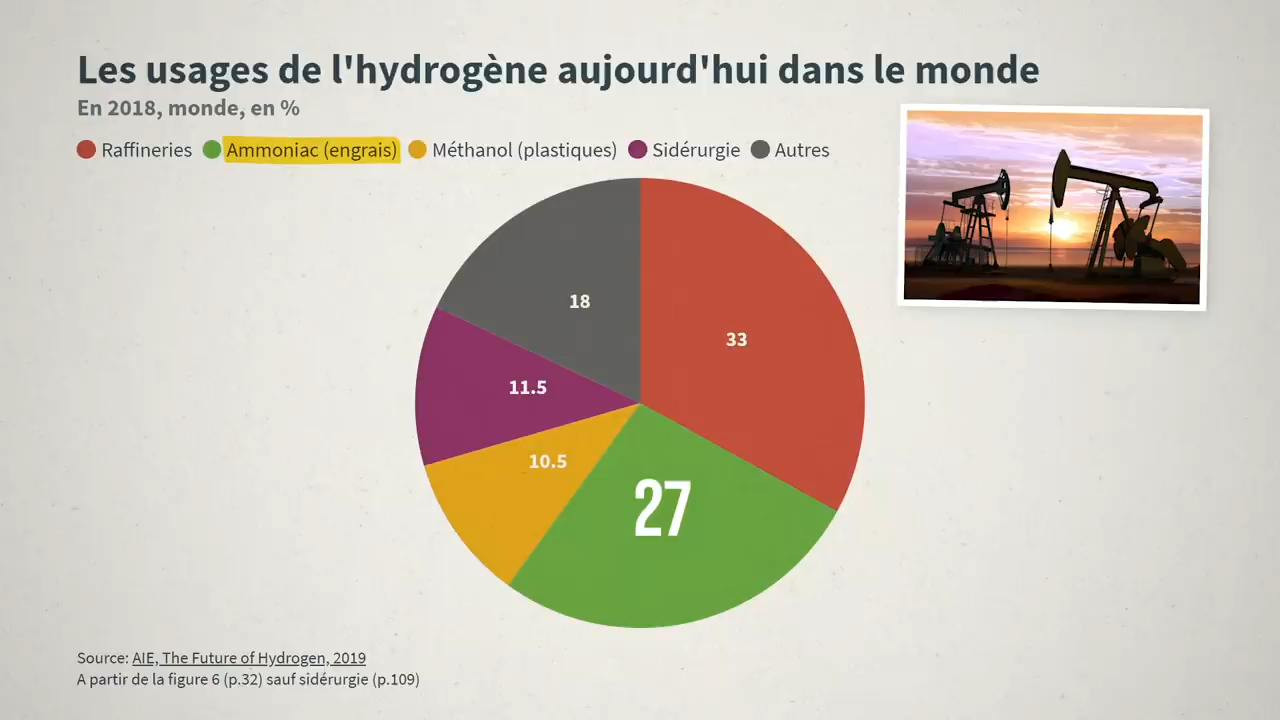 Les usages de l'hydrogène aujourd'hui dans le monde
En 2018, monde, en %
Raffineries Ammoniac (engrais) Méthanol (plastiques) Sidérurgie Autres
18
33
11.5
10.5
27
Source: AIE, The Future of Hydrogen, 2019
A partir de la figure 6 (p.32) sauf sidérurgie (p.109)